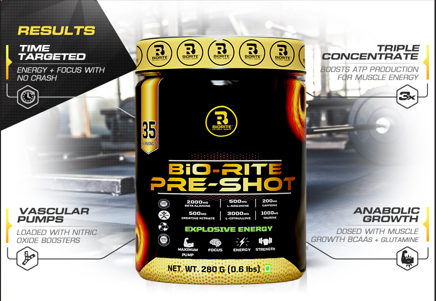 RESULTS
TIME
TARGETED
ENERGY + FOCUS WITH
NO CRASH
TRIPLE
CONCENTRATE
BOOSTS ATP PRODUCTION
FOR MUSCLE ENERGY
3X
BIORITE
35
BIORITE
BiO-RITE
PRE-SHOT
2000mg
BETA ALANINE
500mg
L-ARGININE
200mg
CAFFEINE
500mg
CREATINE NITRATE
3000mg
L-CITRULLINE
1000mg
TAURINE
EXPLOSIVE ENERGY
MAXIMUM
PUMP
FOCUS
ENERGY
STRENGTH
NET. WT. 280 G (0.6 lbs)
VASCULAR
PUMPS
LOADED WITH NITRIC
OXIDE BOOSTERS
ANABOLIC
GROWTH
DOSED WITH MUSCLE
GROWTH BCAAs + GLUTAMINE